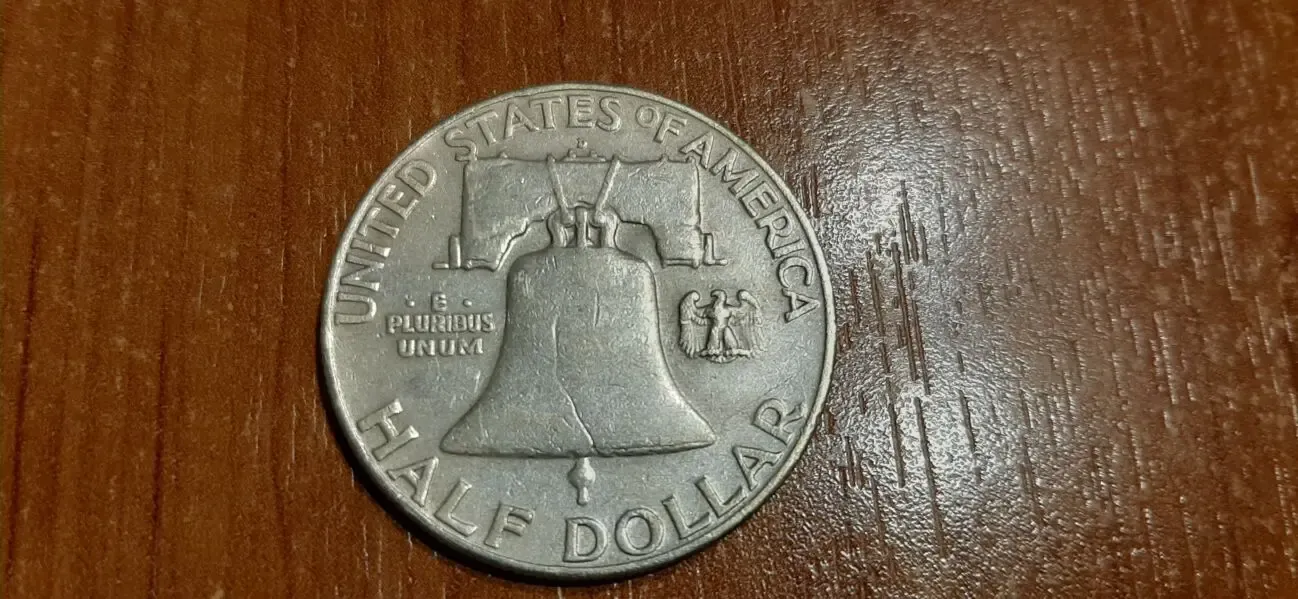 UNITED STATES OF AMERICA
· E ·
PLURIBUS
UNUM
HALF DOLLAR